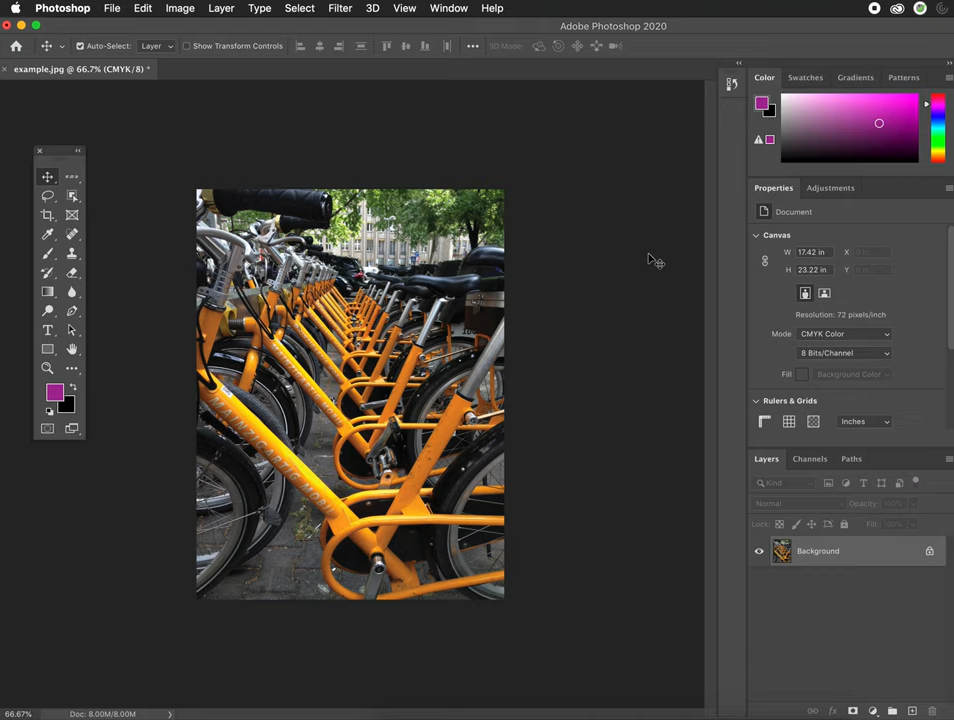 Photoshop File Edit Image Layer Type Select Filter 3D View Window Help
Adobe Photoshop 2020
Auto-Select: Layer Show Transform Controls 3D Mode:
example.jpg @ 66.7% (CMYK/8) *
Color Swatches Gradients Patterns
Properties Adjustments
Document
Canvas
W 17.42 in X 0 in
H 23.22 in Y 0 in
Resolution: 72 pixels/inch
Mode CMYK Color
8 Bits/Channel
Fill Background Color
Rulers & Grids
Inches
Layers Channels Paths
Kind
Normal Opacity: 100%
Lock: Fill: 100%
Background
66.67% Doc: 8.00M/8.00M